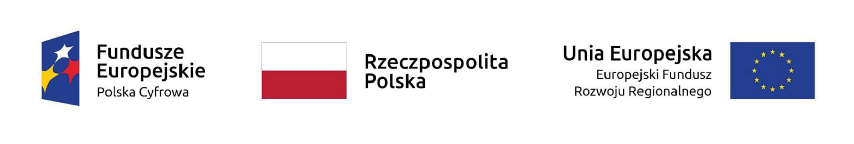 Fundusze
Europejskie
Polska Cyfrowa
Rzeczpospolita
Polska
Unia Europejska
Europejski Fundusz
Rozwoju Regionalnego